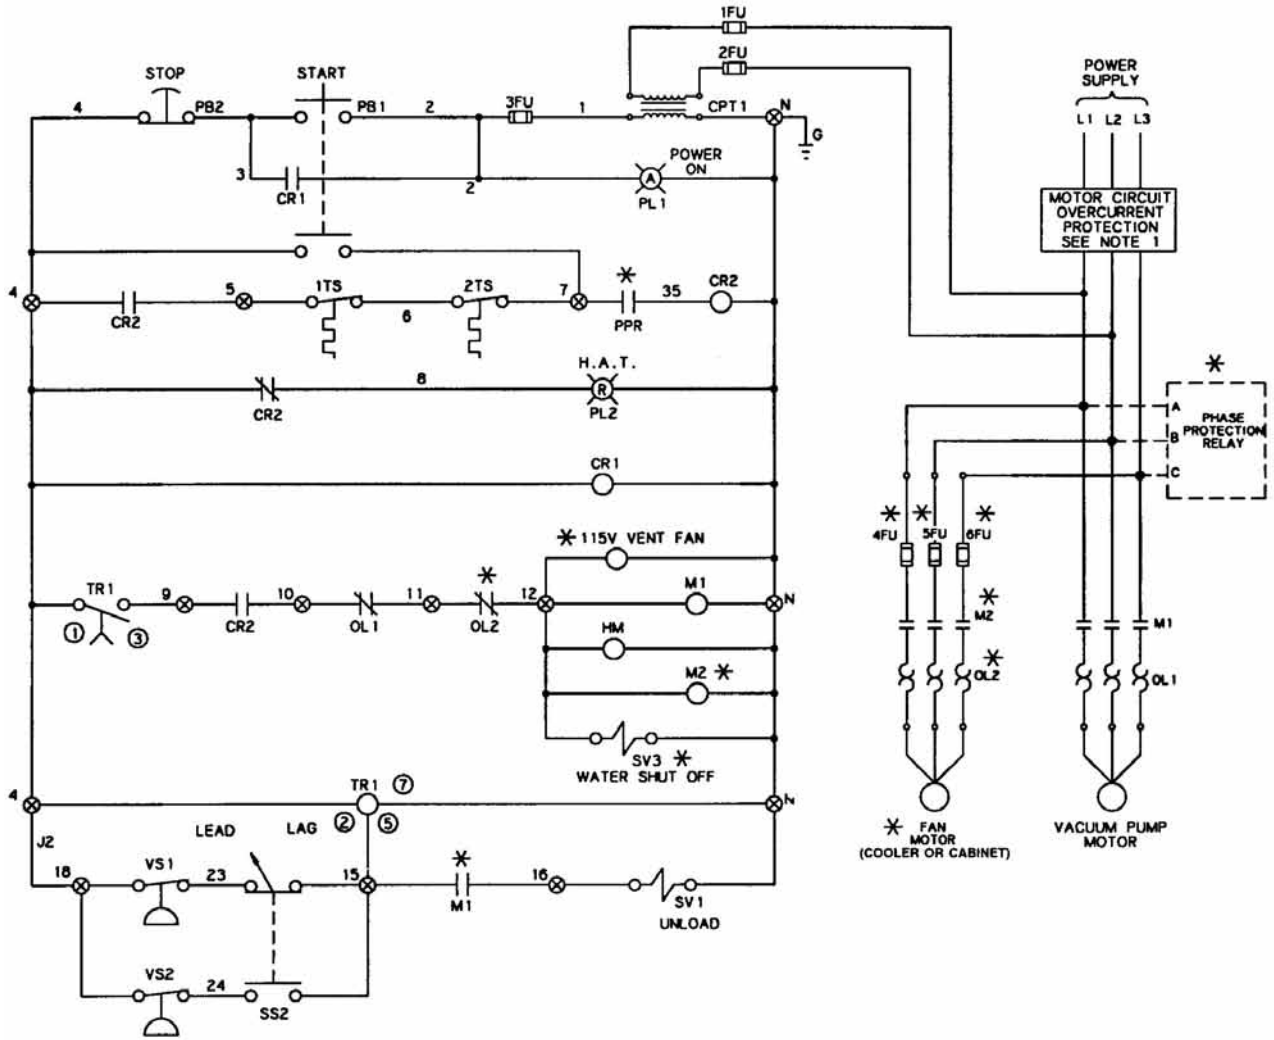 1FU
2FU
STOP
START
POWER
SUPPLY
4
PB2
PB1
2
3FU
1
CPT1
N
L1 L2 L3
G
3
CR1
2
POWER
ON
A
PL1
MOTOR CIRCUIT
OVERCURRENT
PROTECTION
SEE NOTE 1
4
CR2
5
1TS
6
2TS
7
*
PPR
35
CR2
H.A.T.
8
R
CR2
PL2
*
A
B
C
PHASE
PROTECTION
RELAY
CR1
* 115V VENT FAN
* 4FU
* 5FU
* 6FU
TR1
9
10
11
*
12
M1
N
1
3
CR2
OL1
OL2
HM
M2 *
SV3 *
WATER SHUT OFF
*
M2
M1
*
OL2
OL1
4
TR1 7
N
2 5
J2
LEAD LAG
* FAN
MOTOR
(COOLER OR CABINET)
VACUUM PUMP
MOTOR
18
VS1
23
15
*
M1
16
SV1
UNLOAD
VS2
24
SS2